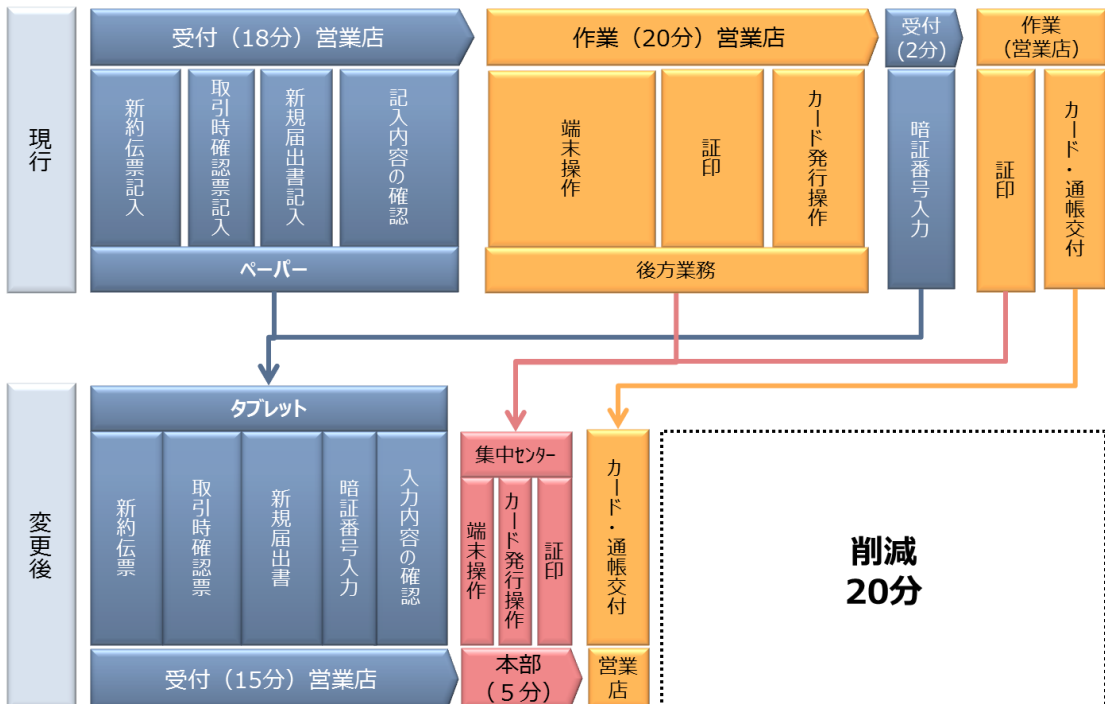 現行
受付（18分）営業店
新約伝票記入
取引時確認票記入
新規届出書記入
記入内容の確認
ペーパー
作業（20分）営業店
端末操作
証印
カード発行操作
後方業務
受付
(2分)
暗証番号入力
作業
(営業店)
証印
カード・通帳交付
変更後
タブレット
新約伝票
取引時確認票
新規届出書
暗証番号入力
入力内容の確認
受付（15分）営業店
集中センター
端末操作
カード発行操作
証印
本部
（５分）
カード・通帳交付
営業
店
削減
20分